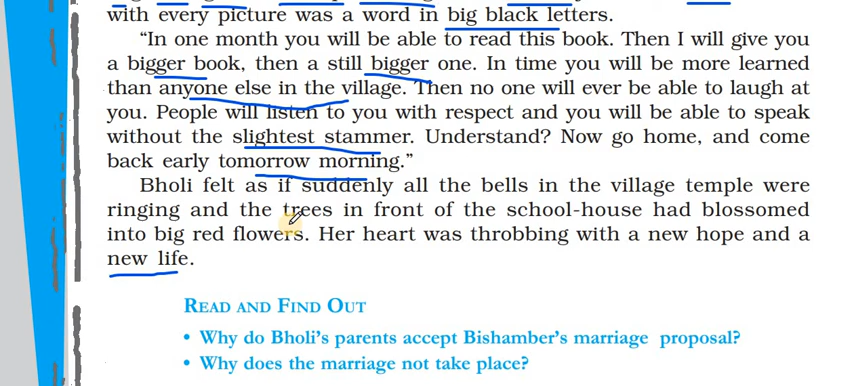 with every picture was a word in big black letters.
“In one month you will be able to read this book. Then I will give you
a bigger book, then a still bigger one. In time you will be more learned
than anyone else in the village. Then no one will ever be able to laugh at
you. People will listen to you with respect and you will be able to speak
without the slightest stammer. Understand? Now go home, and come
back early tomorrow morning.”
Bholi felt as if suddenly all the bells in the village temple were
ringing and the trees in front of the school-house had blossomed
into big red flowers. Her heart was throbbing with a new hope and a
new life.
READ AND FIND OUT
• Why do Bholi’s parents accept Bishamber’s marriage proposal?
• Why does the marriage not take place?